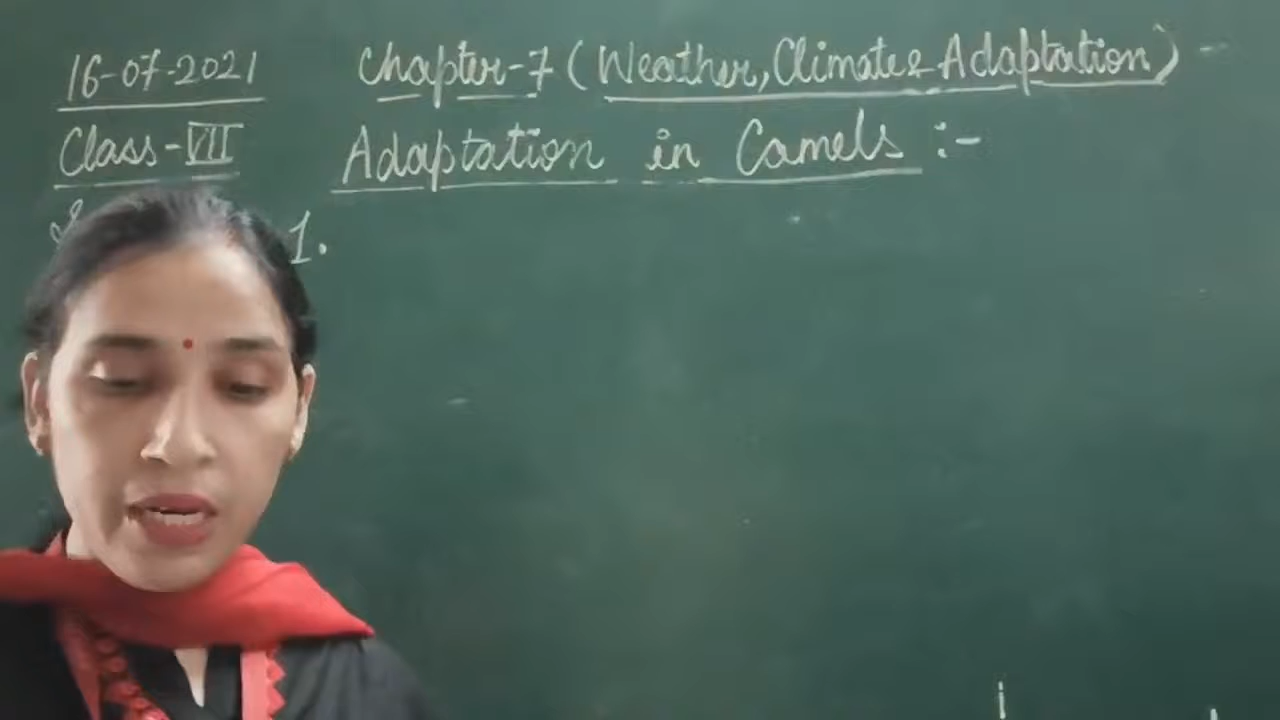 16-07-2021
Chapter-7 (Weather, Climate & Adaptation)
Class-VII
Adaptation in Camels :-
1.